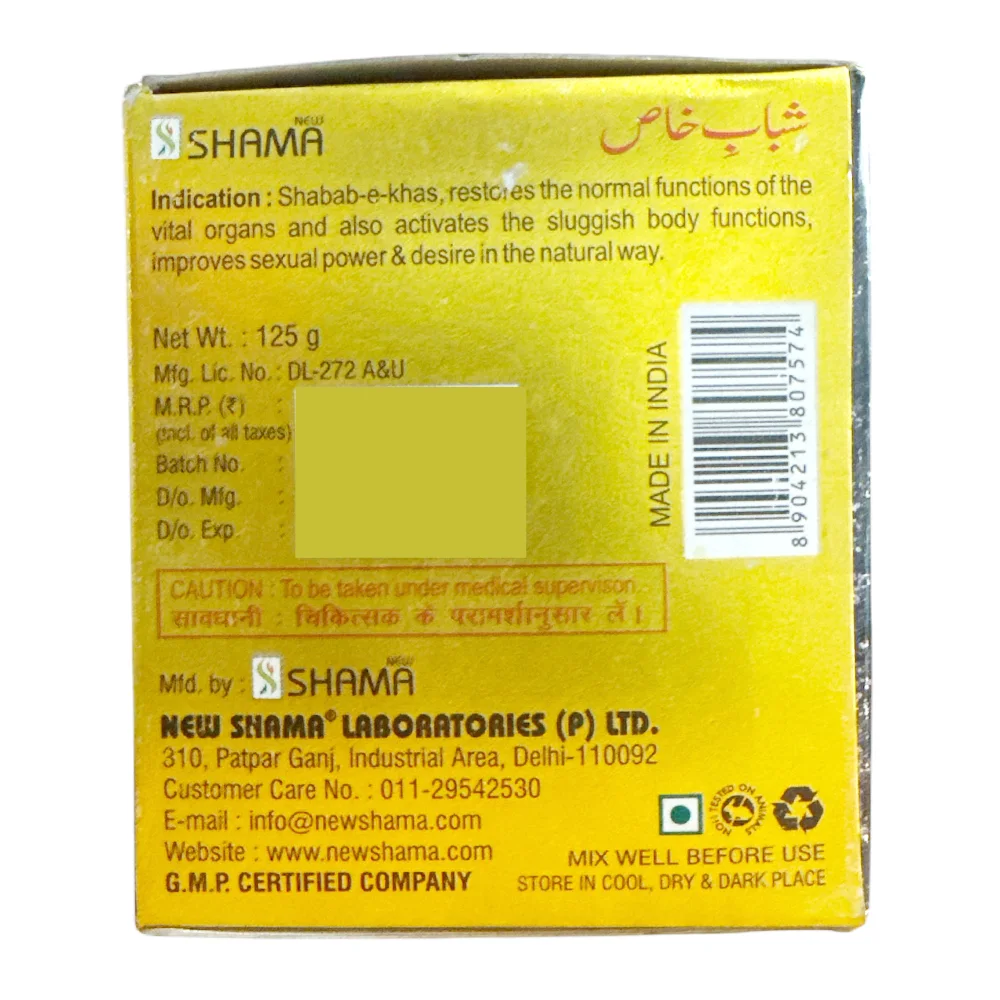 NEW
SHAMA
شبابِ خاص
Indication : Shabab-e-khas, restores the normal functions of the
vital organs and also activates the sluggish body functions,
improves sexual power & desire in the natural way.
Net Wt. : 125 g
Mfg. Lic. No. : DL-272 A&U
M.R.P. (₹) :
(incl. of all taxes)
Batch No. :
D/o. Mfg. :
D/o. Exp :
MADE IN INDIA
8 904213 807574
CAUTION : To be taken under medical supervison.
सावधानी : चिकित्सक के परामर्शानुसार लें।
Mfd. by : NEW SHAMA
NEW SHAMA® LABORATORIES (P) LTD.
310, Patpar Ganj, Industrial Area, Delhi-110092
Customer Care No. : 011-29542530
E-mail : info@newshama.com
Website : www.newshama.com
G.M.P. CERTIFIED COMPANY
NON TESTED ON ANIMALS
MIX WELL BEFORE USE
STORE IN COOL, DRY & DARK PLACE